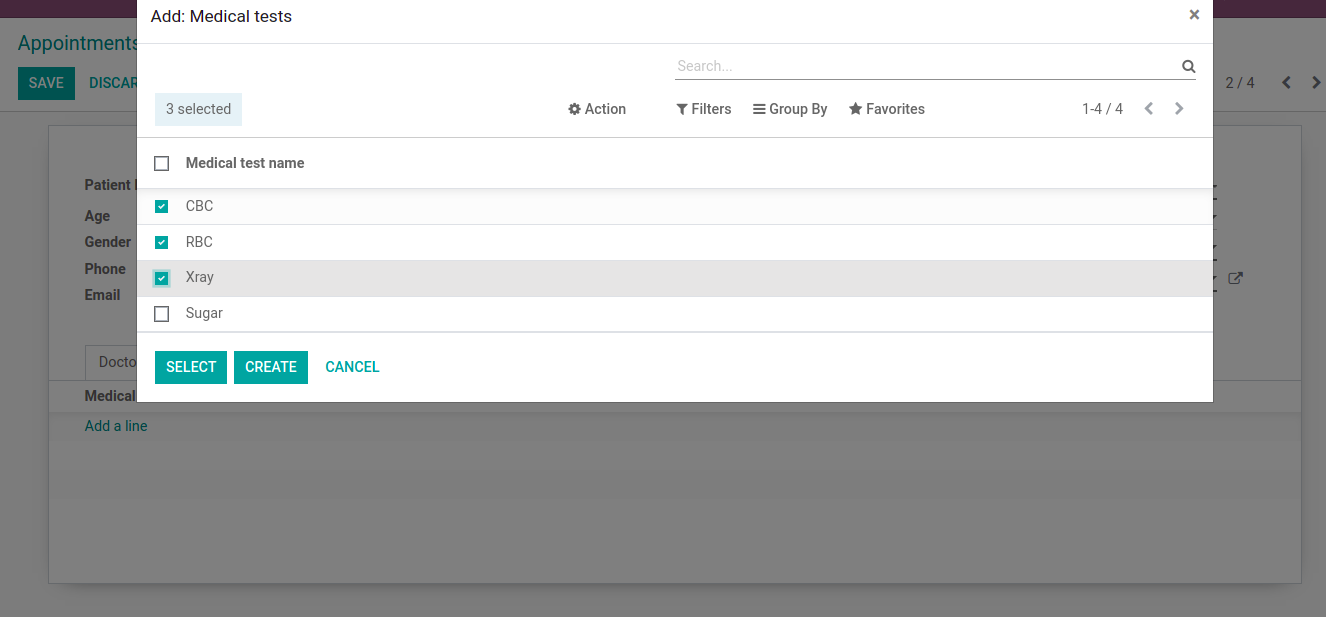 Add: Medical tests ×
Appointments
Search...
SAVE DISCAR
2 / 4
3 selected
Action Filters Group By Favorites 1-4 / 4
Medical test name
Patient
CBC
Age
RBC
Gender
Phone
Xray
Email
Sugar
Docto
SELECT CREATE CANCEL
Medical
Add a line